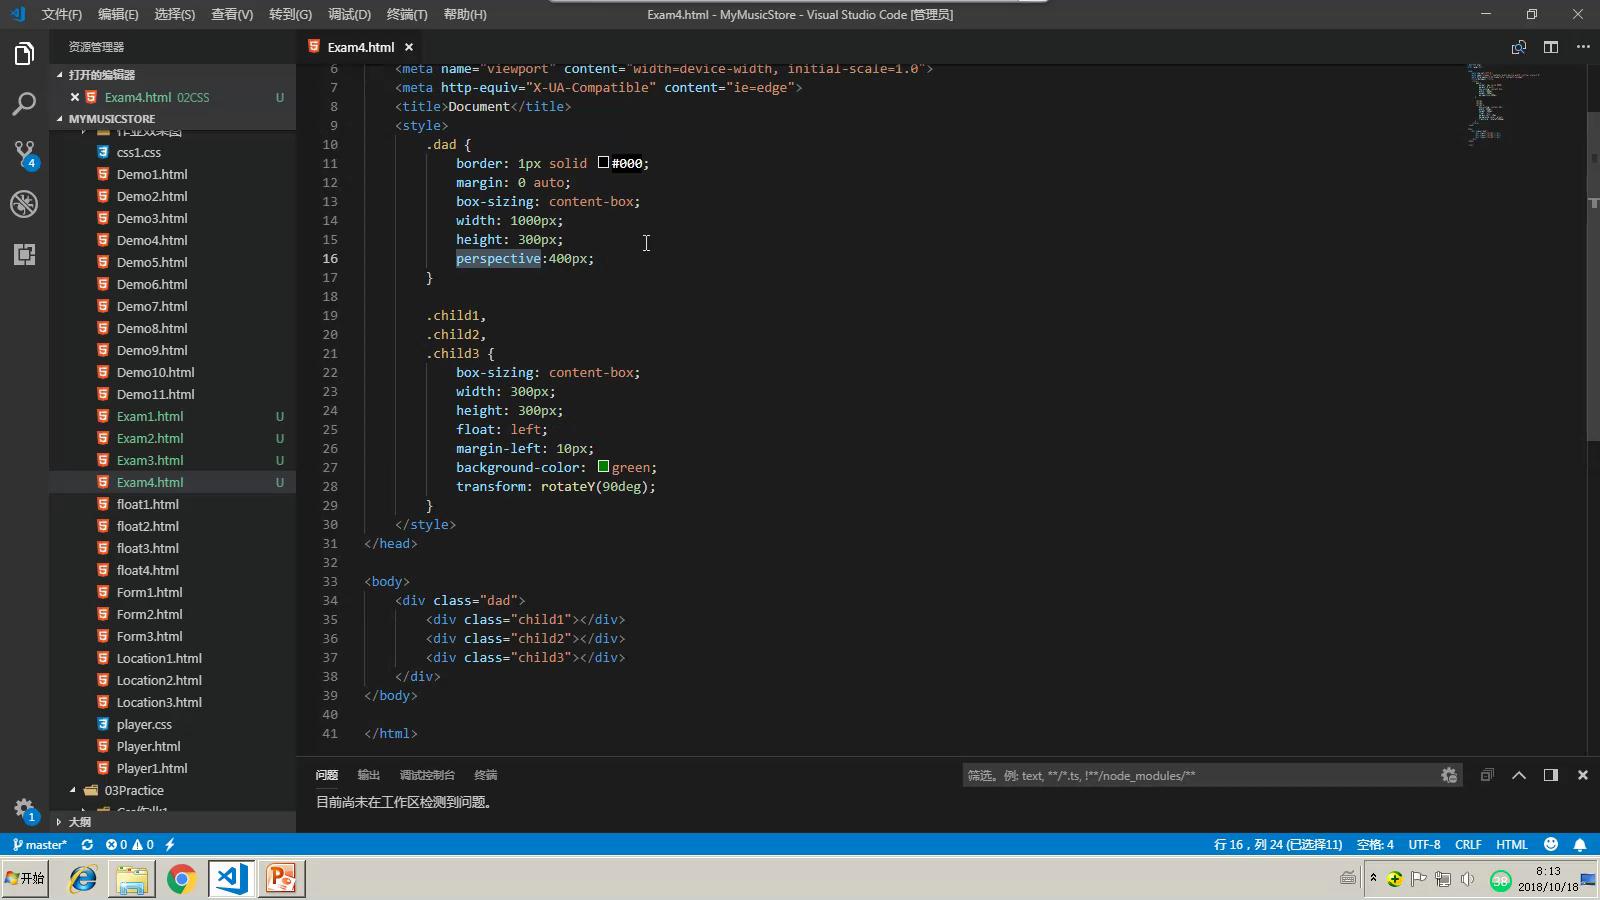 文件(F) 编辑(E) 选择(S) 查看(V) 转到(G) 调试(D) 终端(T) 帮助(H) Exam4.html - MyMusicStore - Visual Studio Code [管理员]
资源管理器
Exam4.html
打开的编辑器
Exam4.html 02CSS U
MYMUSICSTORE
作业效果图
css1.css
Demo1.html
Demo2.html
Demo3.html
Demo4.html
Demo5.html
Demo6.html
Demo7.html
Demo8.html
Demo9.html
Demo10.html
Demo11.html
Exam1.html U
Exam2.html U
Exam3.html U
Exam4.html U
float1.html
float2.html
float3.html
float4.html
Form1.html
Form2.html
Form3.html
Location1.html
Location2.html
Location3.html
player.css
Player.html
Player1.html
03Practice
大纲
4
1
6 <meta name="viewport" content="width=device-width, initial-scale=1.0">
7 <meta http-equiv="X-UA-Compatible" content="ie=edge">
8 <title>Document</title>
9 <style>
10 .dad {
11 border: 1px solid #000;
12 margin: 0 auto;
13 box-sizing: content-box;
14 width: 1000px;
15 height: 300px;
16 perspective:400px;
17 }
18
19 .child1,
20 .child2,
21 .child3 {
22 box-sizing: content-box;
23 width: 300px;
24 height: 300px;
25 float: left;
26 margin-left: 10px;
27 background-color: green;
28 transform: rotateY(90deg);
29 }
30 </style>
31 </head>
32
33 <body>
34 <div class="dad">
35 <div class="child1"></div>
36 <div class="child2"></div>
37 <div class="child3"></div>
38 </div>
39 </body>
40
41 </html>
问题 输出 调试控制台 终端 筛选。例: text, **/*.ts, !**/node_modules/**
目前尚未在工作区检测到问题。
master* 0 0 行 16，列 24 (已选择11) 空格: 4 UTF-8 CRLF HTML
开始 38 8:13
2018/10/18